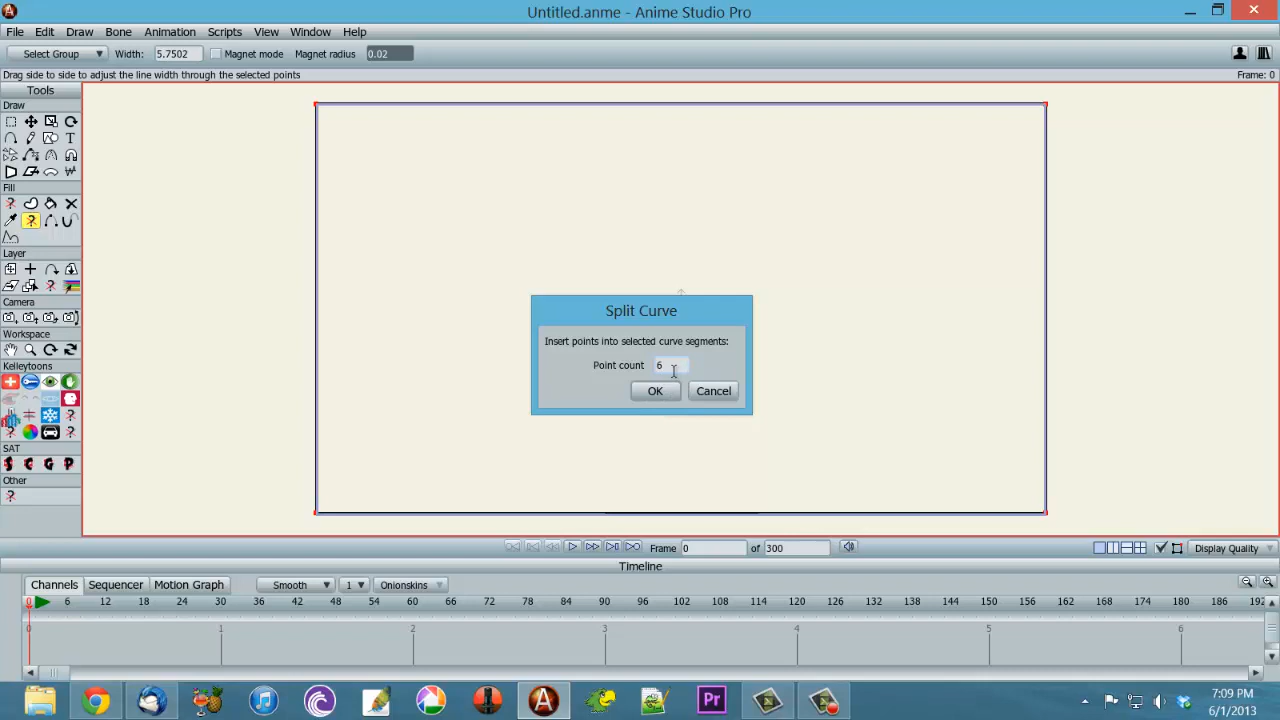 Untitled.anme - Anime Studio Pro
File Edit Draw Bone Animation Scripts View Window Help
Select Group Width: 5.7502 Magnet mode Magnet radius 0.02
Drag side to side to adjust the line width through the selected points Frame: 0
Tools
Draw
Fill
Layer
Camera
Workspace
Kelleytoons
SAT
Other
Split Curve
Insert points into selected curve segments:
Point count 6
OK Cancel
Frame 0 of 300 Display Quality
Timeline
Channels Sequencer Motion Graph Smooth 1 Onionskins
0 6 12 18 24 30 36 42 48 54 60 66 72 78 84 90 96 102 108 114 120 126 132 138 144 150 156 162 168 174 180 186 192
0 1 2 3 4 5 6
Pr
7:09 PM
6/1/2013